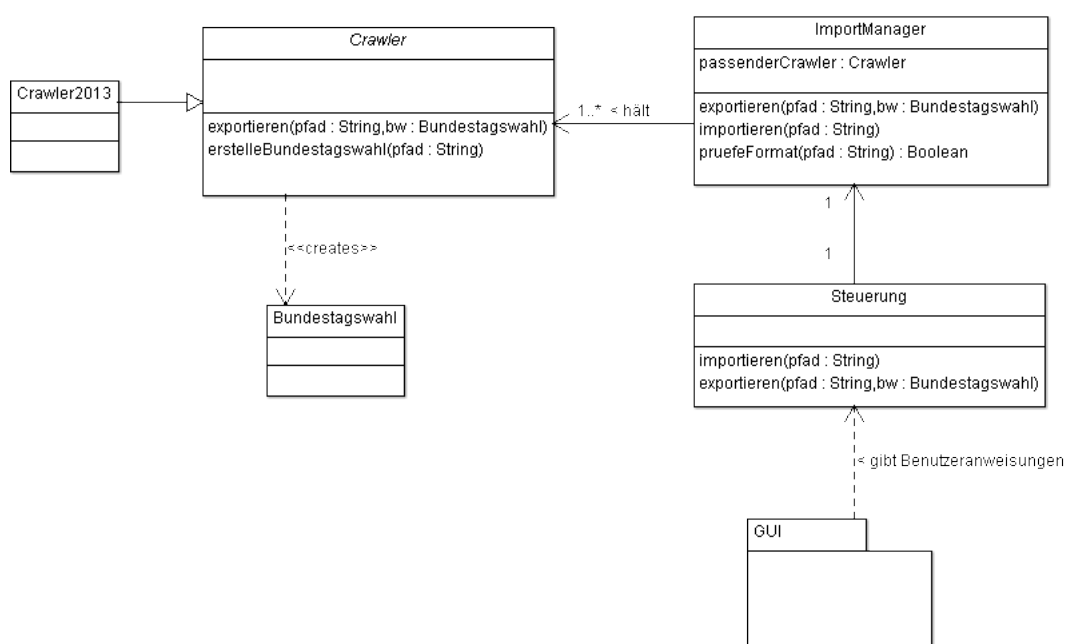 Crawler
ImportManager
passenderCrawler : Crawler
Crawler2013
1..* < hält
exportieren(pfad : String,bw : Bundestagswahl)
erstelleBundestagswahl(pfad : String)
exportieren(pfad : String,bw : Bundestagswahl)
importieren(pfad : String)
pruefeFormat(pfad : String) : Boolean
1
<<creates>>
1
Bundestagswahl
Steuerung
importieren(pfad : String)
exportieren(pfad : String,bw : Bundestagswahl)
< gibt Benutzeranweisungen
GUI